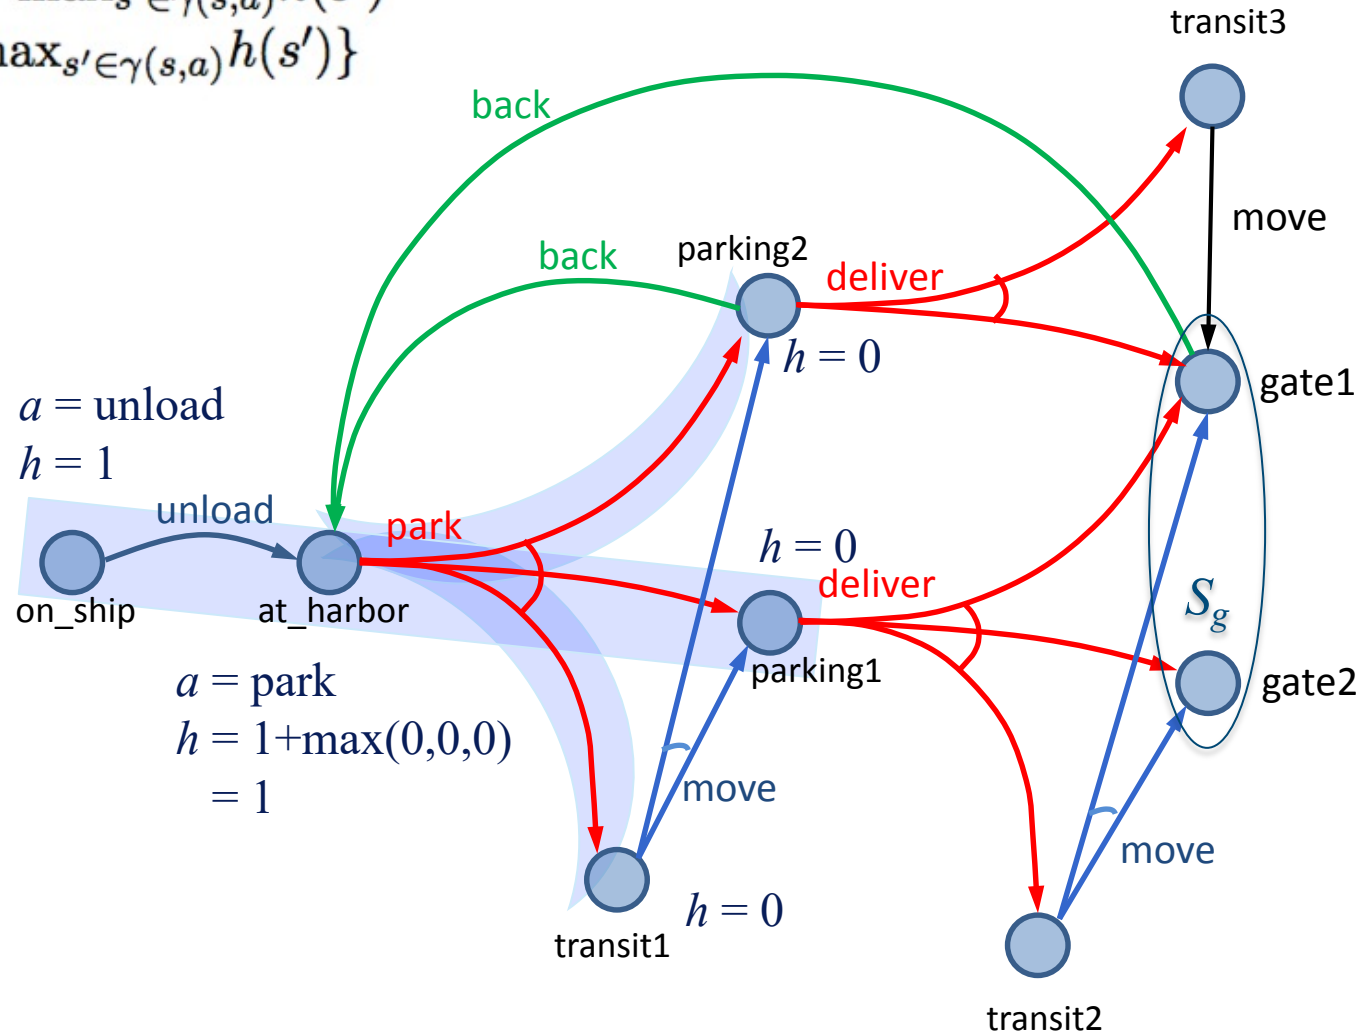 max_{s'∈γ(s,a)} h(s')}
transit3
back
move
parking2
back
deliver
h = 0
gate1
a = unload
h = 1
unload
park
h = 0
deliver
on_ship
at_harbor
S_g
parking1
gate2
a = park
h = 1+max(0,0,0)
= 1
move
move
h = 0
transit1
transit2